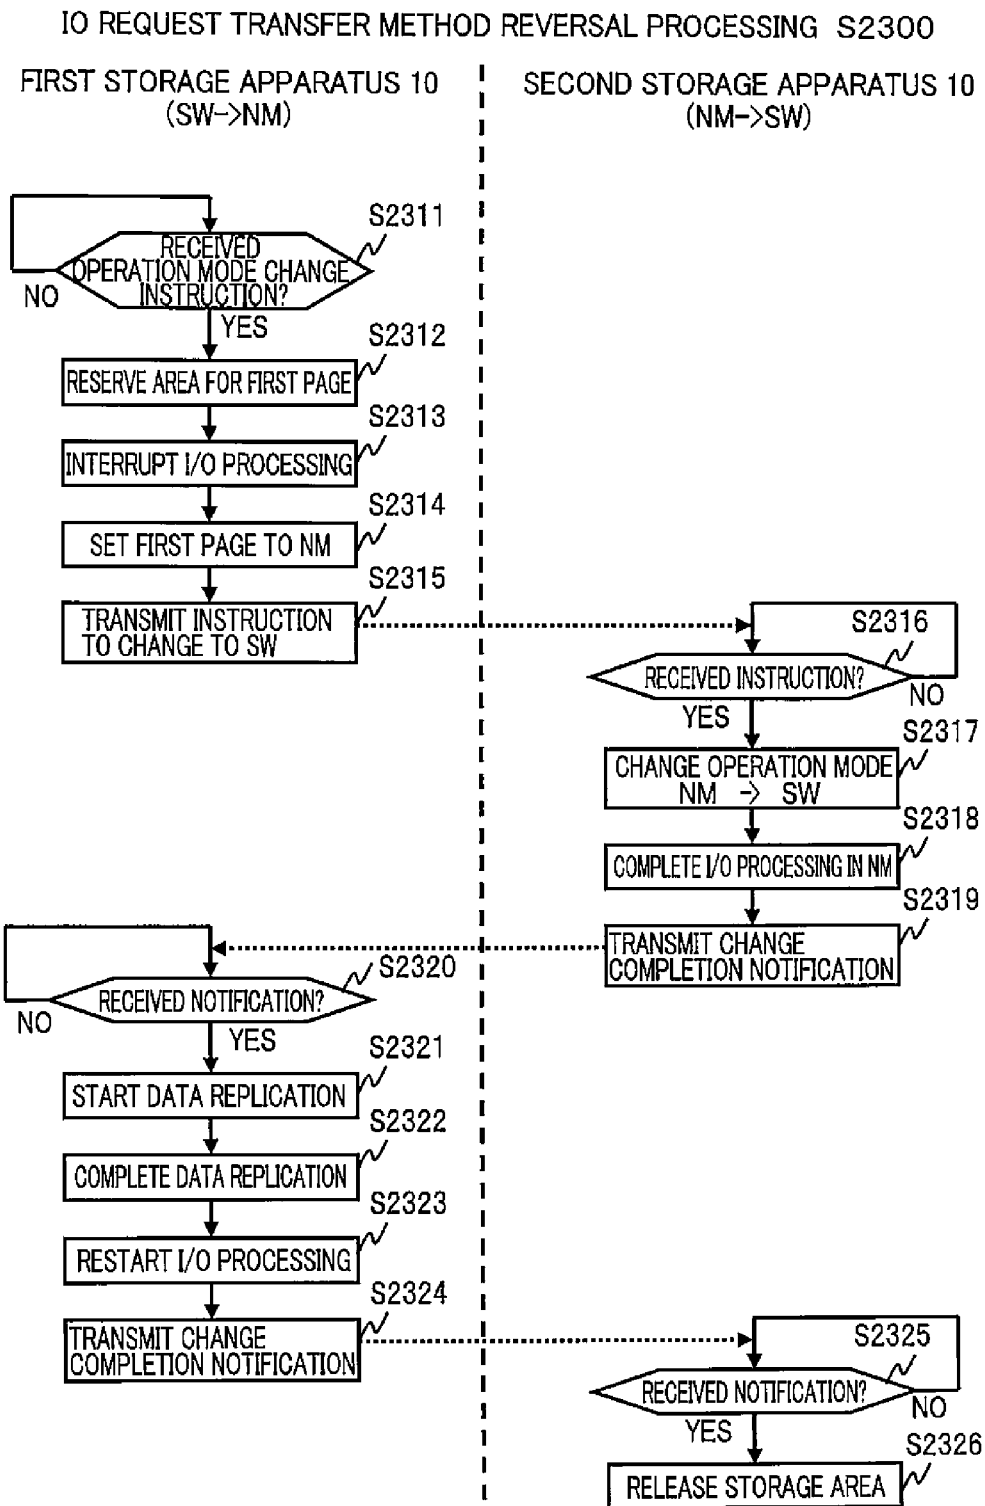 IO REQUEST TRANSFER METHOD REVERSAL PROCESSING S2300
FIRST STORAGE APPARATUS 10
(SW->NM)
SECOND STORAGE APPARATUS 10
(NM->SW)
S2311
RECEIVED
OPERATION MODE CHANGE
INSTRUCTION?
NO
YES
S2312
RESERVE AREA FOR FIRST PAGE
S2313
INTERRUPT I/O PROCESSING
S2314
SET FIRST PAGE TO NM
S2315
TRANSMIT INSTRUCTION
TO CHANGE TO SW
S2316
RECEIVED INSTRUCTION?
NO
YES
S2317
CHANGE OPERATION MODE
NM -> SW
S2318
COMPLETE I/O PROCESSING IN NM
S2319
TRANSMIT CHANGE
COMPLETION NOTIFICATION
S2320
RECEIVED NOTIFICATION?
NO
YES
S2321
START DATA REPLICATION
S2322
COMPLETE DATA REPLICATION
S2323
RESTART I/O PROCESSING
S2324
TRANSMIT CHANGE
COMPLETION NOTIFICATION
S2325
RECEIVED NOTIFICATION?
NO
YES
S2326
RELEASE STORAGE AREA